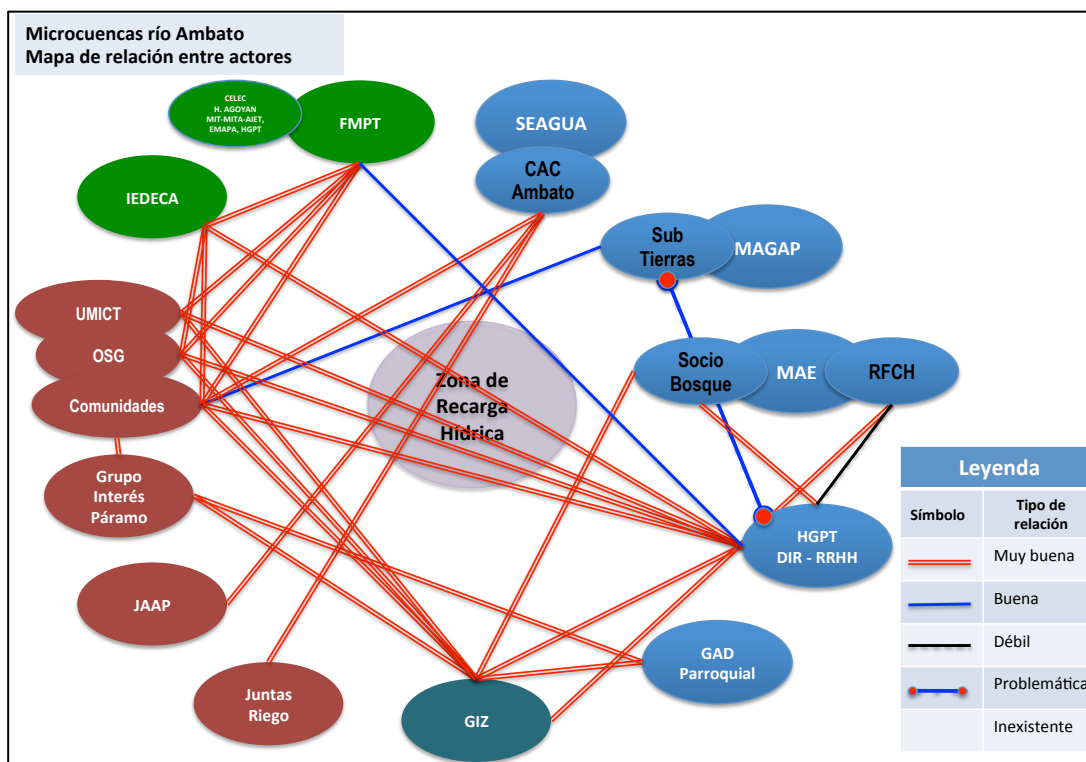 Microcuencas río Ambato
Mapa de relación entre actores
CELEC
H. AGOYAN
MIT-MITA-AIET,
EMAPA, HGPT
FMPT
SEAGUA
CAC
Ambato
IEDECA
Sub
Tierras
MAGAP
UMICT
OSG
Comunidades
Zona de
Recarga
Hídrica
Socio
Bosque
MAE
RFCH
Grupo
Interés
Páramo
HGPT
DIR - RRHH
JAAP
GAD
Parroquial
Juntas
Riego
GIZ
Leyenda
Símbolo
Tipo de
relación
Muy buena
Buena
Débil
Problemática
Inexistente